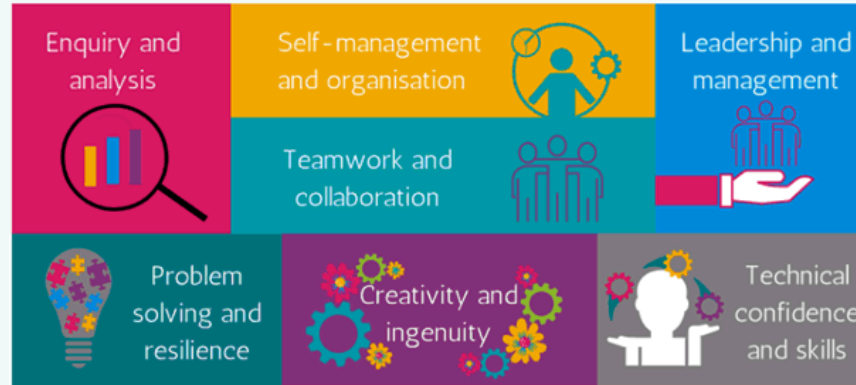 Enquiry and
analysis
Self-management
and organisation
Leadership and
management
Teamwork and
collaboration
Problem
solving and
resilience
Creativity and
ingenuity
Technical
confidence
and skills